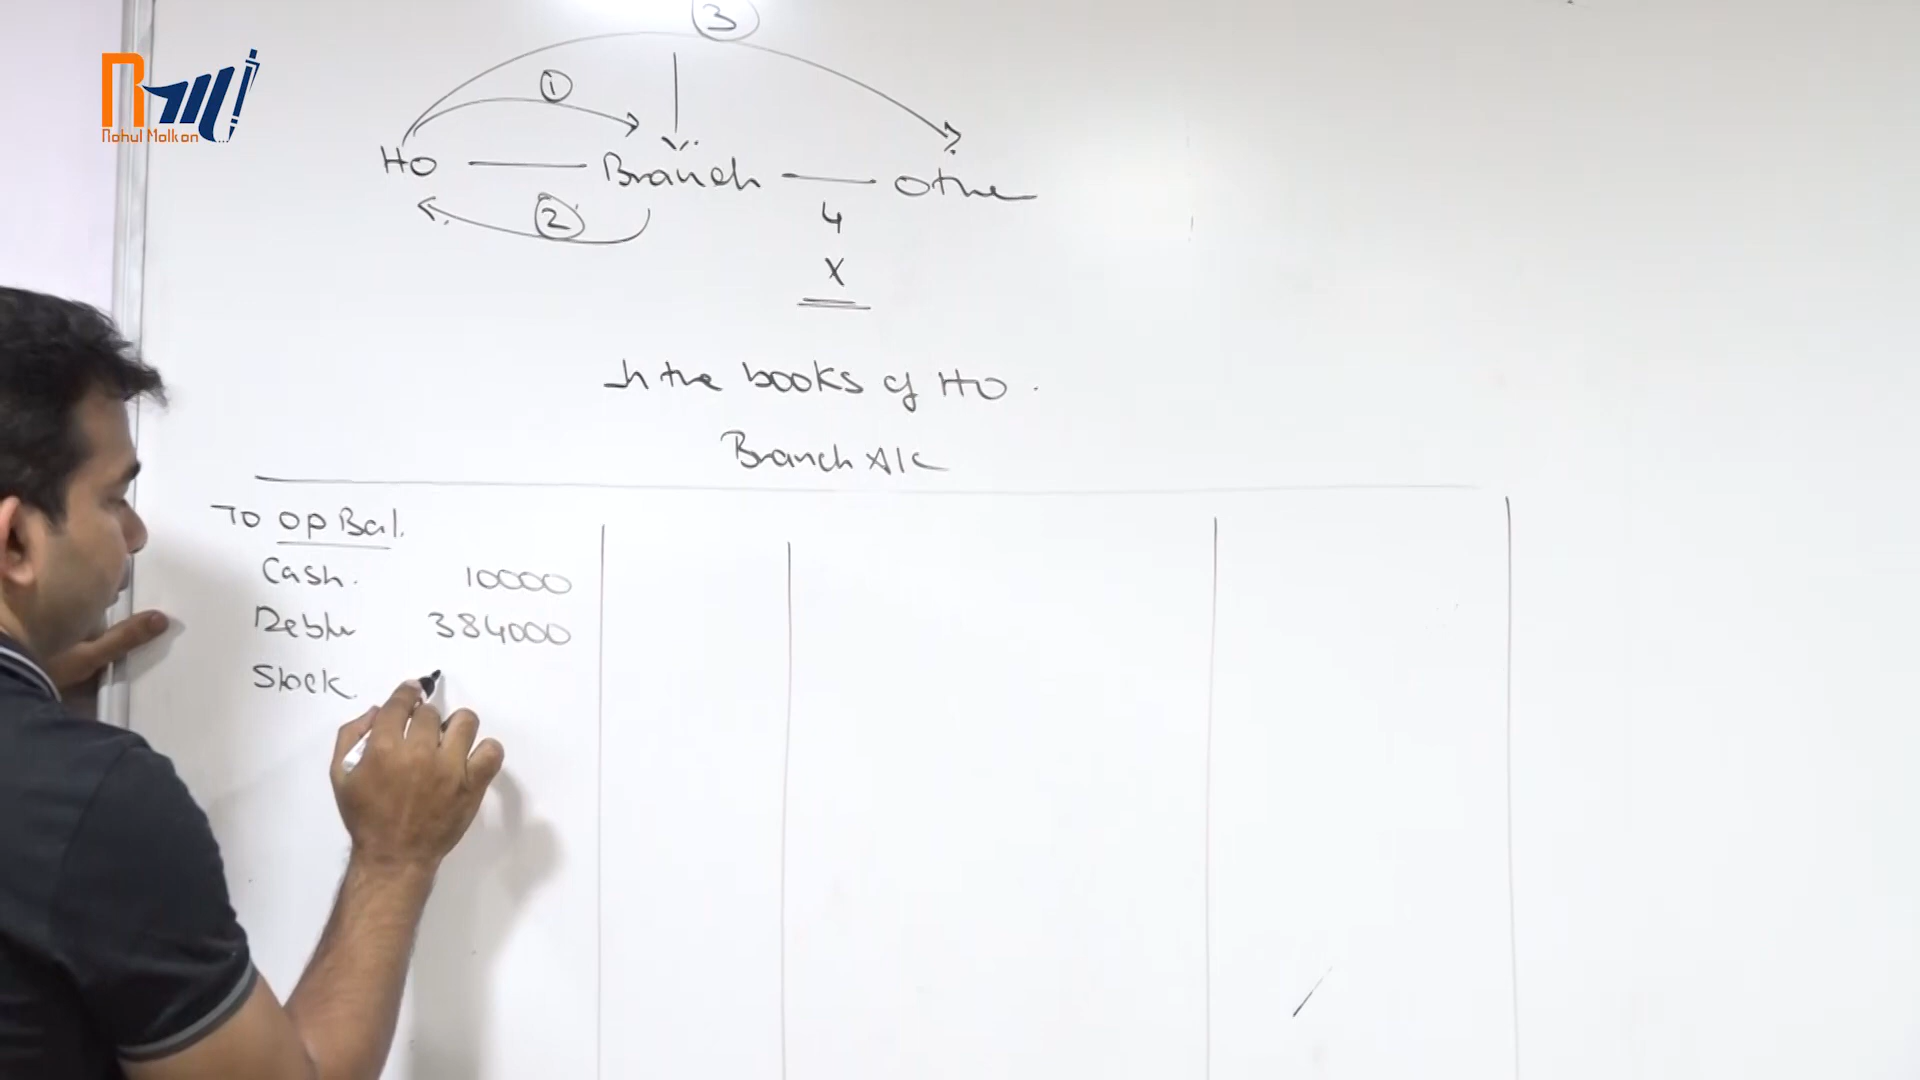 3
1
HO Branch Othe
2
4
X
In the books of HO.
Branch A/c
To Op Bal.
Cash. 10000
Debtr 384000
Stock
Rahul Malkan